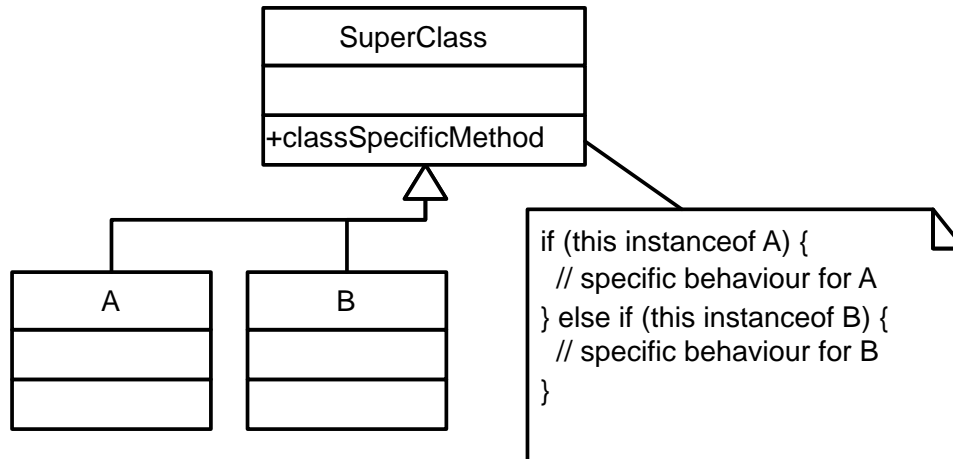 SuperClass
+classSpecificMethod
A
B
if (this instanceof A) {
// specific behaviour for A
} else if (this instanceof B) {
// specific behaviour for B
}